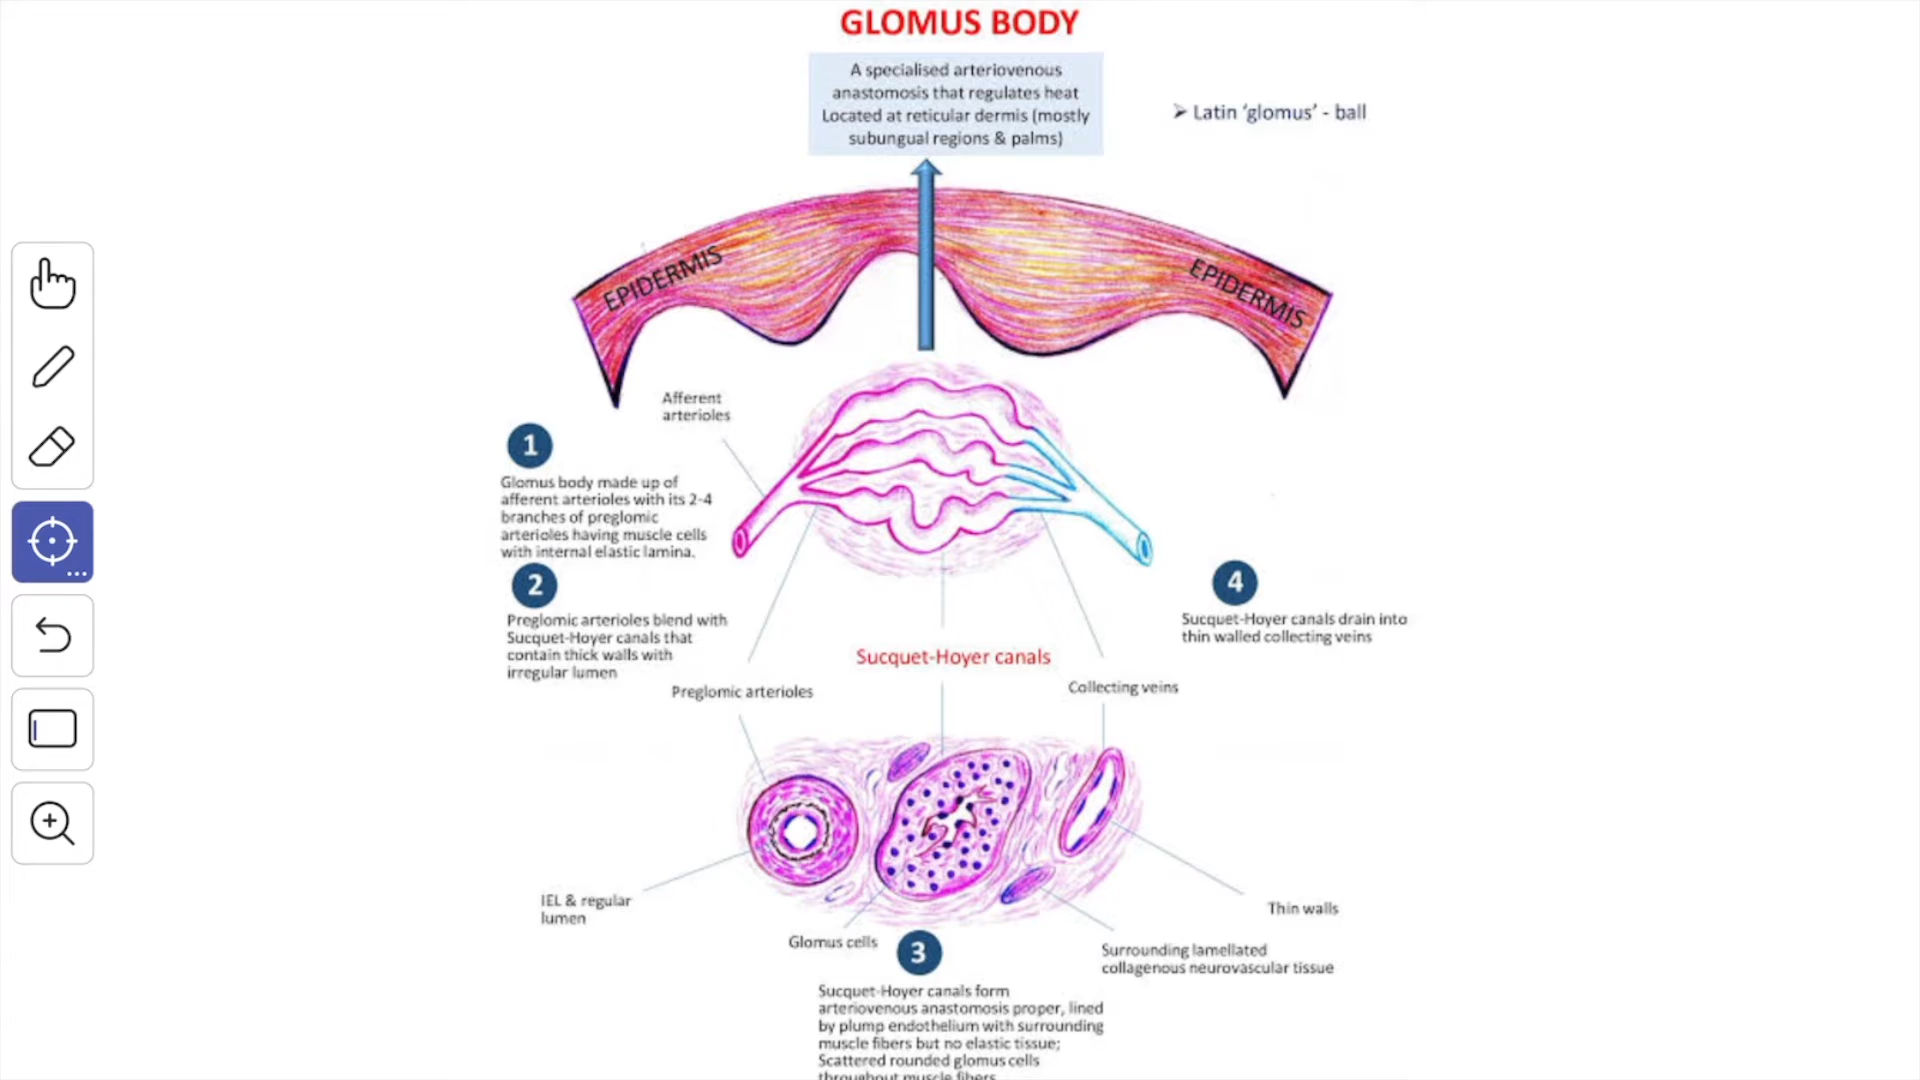 GLOMUS BODY
A specialised arteriovenous
anastomosis that regulates heat
Located at reticular dermis (mostly
subungual regions & palms)
➢ Latin 'glomus' - ball
EPIDERMIS
EPIDERMIS
Afferent
arterioles
1
Glomus body made up of
afferent arterioles with its 2-4
branches of preglomic
arterioles having muscle cells
with internal elastic lamina.
2
Preglomic arterioles blend with
Sucquet-Hoyer canals that
contain thick walls with
irregular lumen
4
Sucquet-Hoyer canals drain into
thin walled collecting veins
Sucquet-Hoyer canals
Preglomic arterioles
Collecting veins
IEL & regular
lumen
Thin walls
Glomus cells
Surrounding lamellated
collagenous neurovascular tissue
3
Sucquet-Hoyer canals form
arteriovenous anastomosis proper, lined
by plump endothelium with surrounding
muscle fibers but no elastic tissue;
Scattered rounded glomus cells
throughout muscle fibers